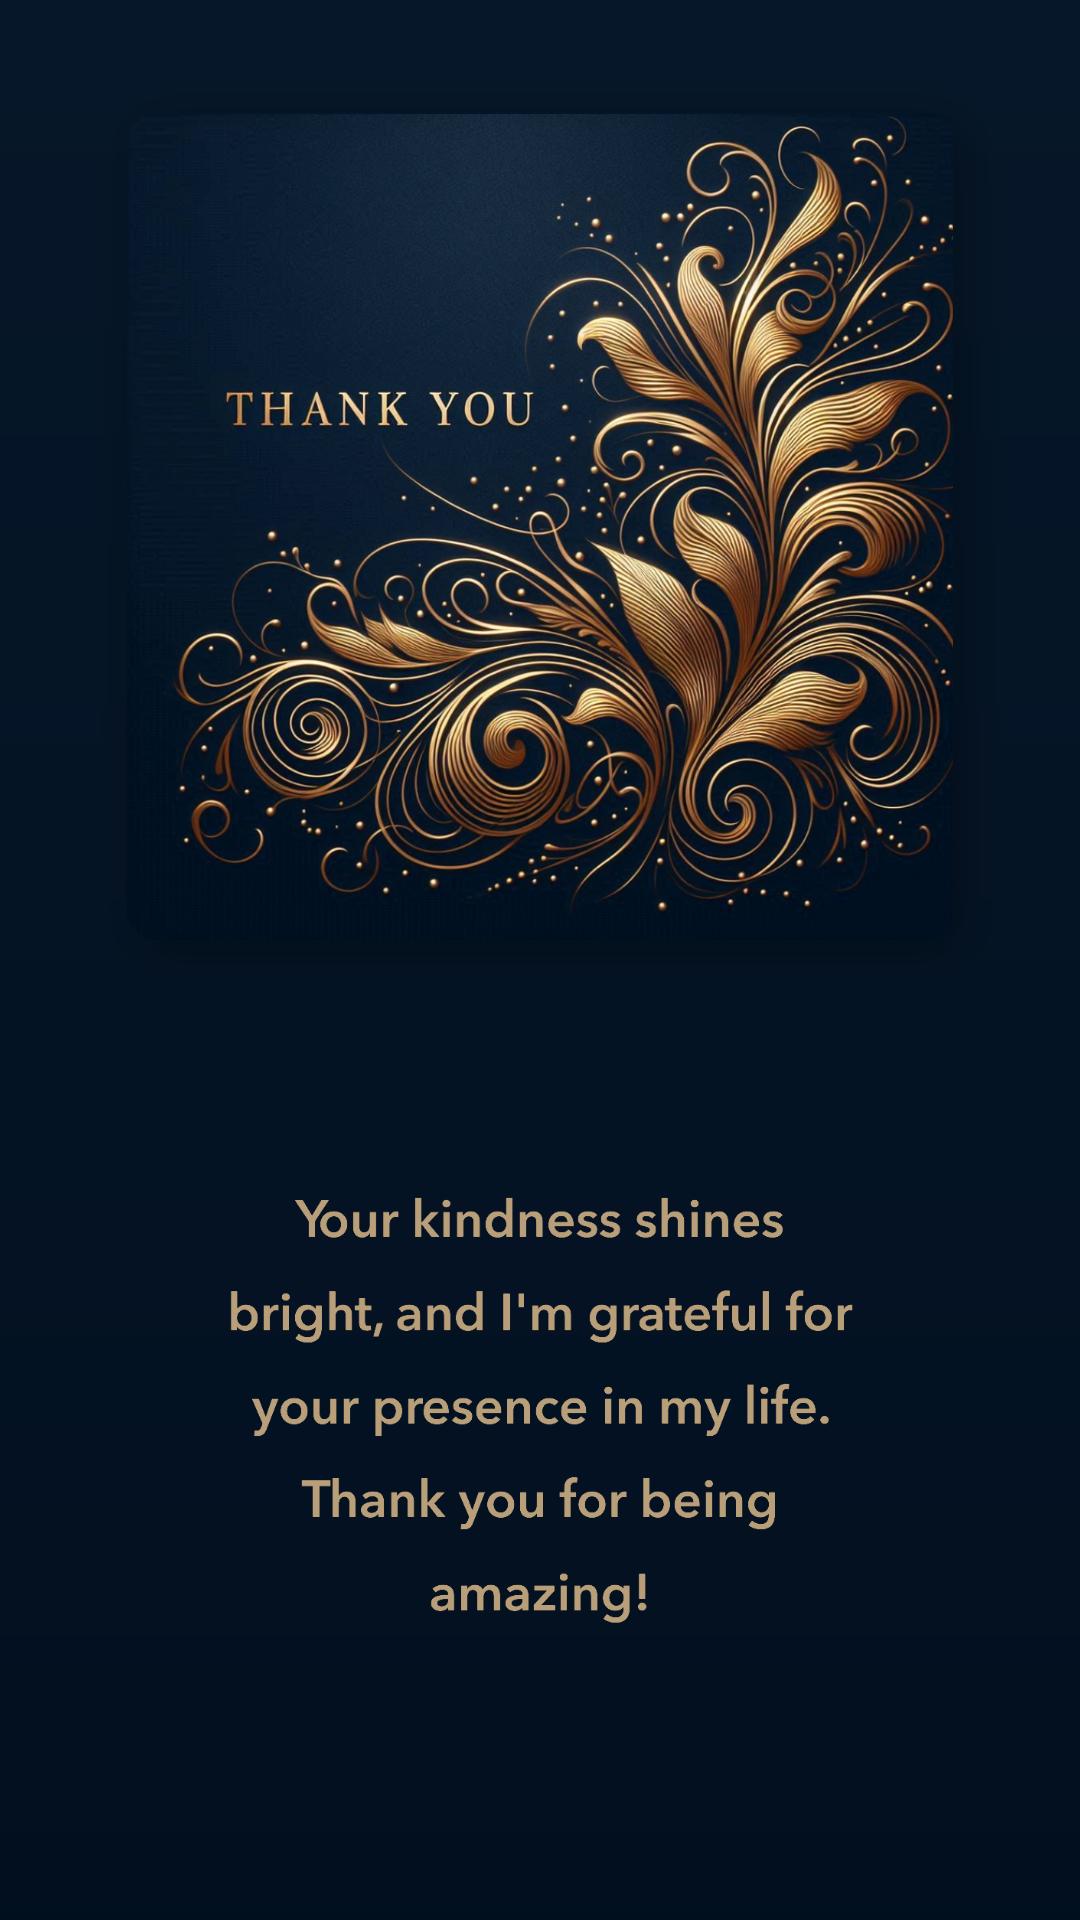 THANK YOU
Your kindness shines
bright, and I'm grateful for
your presence in my life.
Thank you for being
amazing!